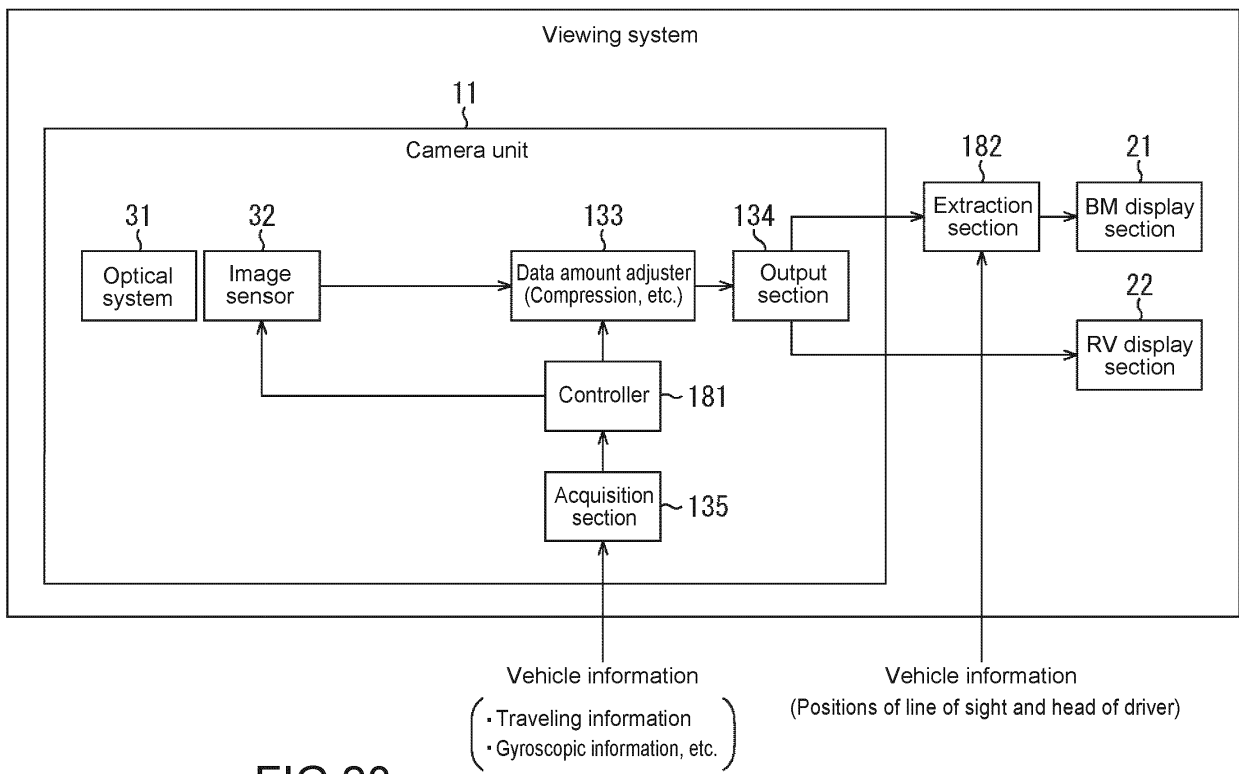 Viewing system
11
Camera unit
182
21
31
32
133
134
Extraction
section
BM display
section
Optical
system
Image
sensor
Data amount adjuster
(Compression, etc.)
Output
section
22
RV display
section
Controller
181
Acquisition
section
135
Vehicle information
・Traveling information
・Gyroscopic information, etc.
Vehicle information
(Positions of line of sight and head of driver)